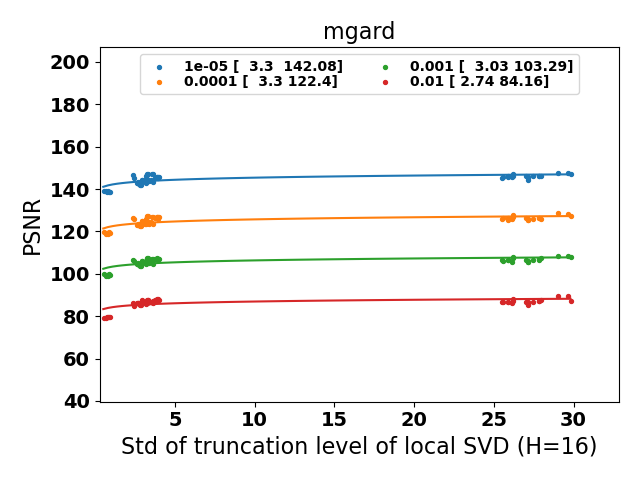 mgard
1e-05 [  3.3  142.08]
0.0001 [  3.3 122.4]
0.001 [  3.03 103.29]
0.01 [ 2.74 84.16]
PSNR
200
180
160
140
120
100
80
60
40
5 10 15 20 25 30
Std of truncation level of local SVD (H=16)